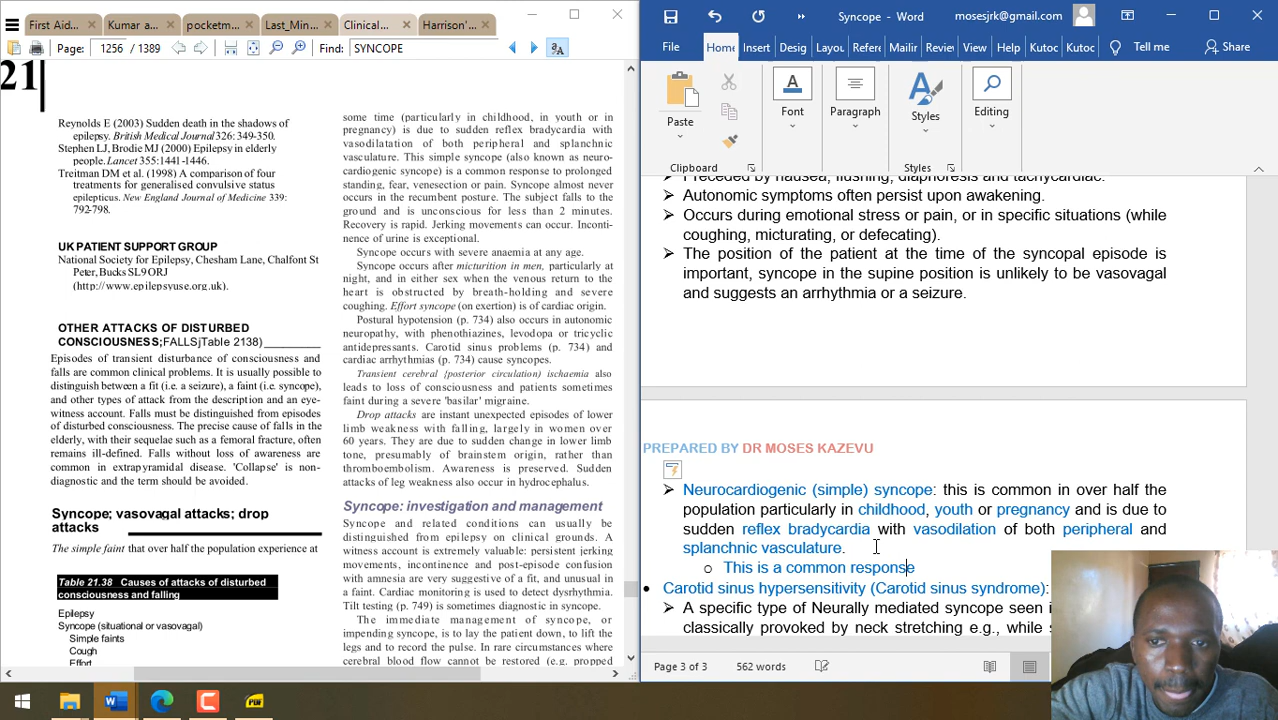 First Aid...
Kumar a...
pocketm...
Last_Min...
Clinical...
Harrison'...
Page: 1256 / 1389
Find: SYNCOPE
21
Reynolds E (2003) Sudden death in the shadows of
epilepsy. British Medical Journal 326: 349-350.
Stephen LJ, Brodie MJ (2000) Epilepsy in elderly
people. Lancet 355:1441-1446.
Treitman DM et al. (1998) A comparison of four
treatments for generalised convulsive status
epilepticus. New England Journal of Medicine 339:
792-798.
UK PATIENT SUPPORT GROUP
National Society for Epilepsy, Chesham Lane, Chalfont St
Peter, Bucks SL9 ORJ
(http://www.epilepsyuse.org.uk).
OTHER ATTACKS OF DISTURBED
CONSCIOUSNESS;FALLSjTable 2138)
Episodes of transient disturbance of consciousness and
falls are common clinical problems. It is usually possible to
distinguish between a fit (i.e. a seizure), a faint (i.e. syncope),
and other types of attack from the description and an eye-
witness account. Falls must be distinguished from episodes
of disturbed consciousness. The precise cause of falls in the
elderly, with their sequelae such as a femoral fracture, often
remains ill-defined. Falls without loss of awareness are
common in extrapyramidal disease. 'Collapse' is non-
diagnostic and the term should be avoided.
Syncope; vasovagal attacks; drop
attacks
The simple faint that over half the population experience at
Table 21.38 Causes of attacks of disturbed
consciousness and falling
Epilepsy
Syncope (situational or vasovagal)
Simple faints
Cough
Effort
some time (particularly in childhood, in youth or in
pregnancy) is due to sudden reflex bradycardia with
vasodilatation of both peripheral and splanchnic
vasculature. This simple syncope (also known as neuro-
cardiogenic syncope) is a common response to prolonged
standing, fear, venesection or pain. Syncope almost never
occurs in the recumbent posture. The subject falls to the
ground and is unconscious for less than 2 minutes.
Recovery is rapid. Jerking movements can occur. Inconti-
nence of urine is exceptional.
Syncope occurs with severe anaemia at any age.
Syncope occurs after micturition in men, particularly at
night, and in either sex when the venous return to the
heart is obstructed by breath-holding and severe
coughing. Effort syncope (on exertion) is of cardiac origin.
Postural hypotension (p. 734) also occurs in autonomic
neuropathy, with phenothiazines, levodopa or tricyclic
antidepressants. Carotid sinus problems (p. 734) and
cardiac arrhythmias (p. 734) cause syncopes.
Transient cerebral {posterior circulation) ischaemia also
leads to loss of consciousness and patients sometimes
faint during a severe 'basilar' migraine.
Drop attacks are instant unexpected episodes of lower
limb weakness with falling, largely in women over
60 years. They are due to sudden change in lower limb
tone, presumably of brainstem origin, rather than
thromboembolism. Awareness is preserved. Sudden
attacks of leg weakness also occur in hydrocephalus.
Syncope: investigation and management
Syncope and related conditions can usually be
distinguished from epilepsy on clinical grounds. A
witness account is extremely valuable: persistent jerking
movements, incontinence and post-episode confusion
with amnesia are very suggestive of a fit, and unusual in
a faint. Cardiac monitoring is used to detect dysrhythmia.
Tilt testing (p. 749) is sometimes diagnostic in syncope.
The immediate management of syncope, or
impending syncope, is to lay the patient down, to lift the
legs and to record the pulse. In rare circumstances where
cerebral blood flow cannot be restored (e.g. propped
Syncope - Word
mosesjrk@gmail.com
File Home Insert Desig Layou Refere Mailin Review View Help Kutoc Kutoc Tell me Share
Paste
Font
Paragraph
Styles
Editing
Clipboard
Styles
Preceded by nausea, flushing, diaphoresis and tachycardiac.
➢ Autonomic symptoms often persist upon awakening.
➢ Occurs during emotional stress or pain, or in specific situations (while
coughing, micturating, or defecating).
➢ The position of the patient at the time of the syncopal episode is
important, syncope in the supine position is unlikely to be vasovagal
and suggests an arrhythmia or a seizure.
PREPARED BY DR MOSES KAZEVU
➢ Neurocardiogenic (simple) syncope: this is common in over half the
population particularly in childhood, youth or pregnancy and is due to
sudden reflex bradycardia with vasodilation of both peripheral and
splanchnic vasculature.
o This is a common response
• Carotid sinus hypersensitivity (Carotid sinus syndrome):
➢ A specific type of Neurally mediated syncope seen
classically provoked by neck stretching e.g., while
Page 3 of 3
562 words